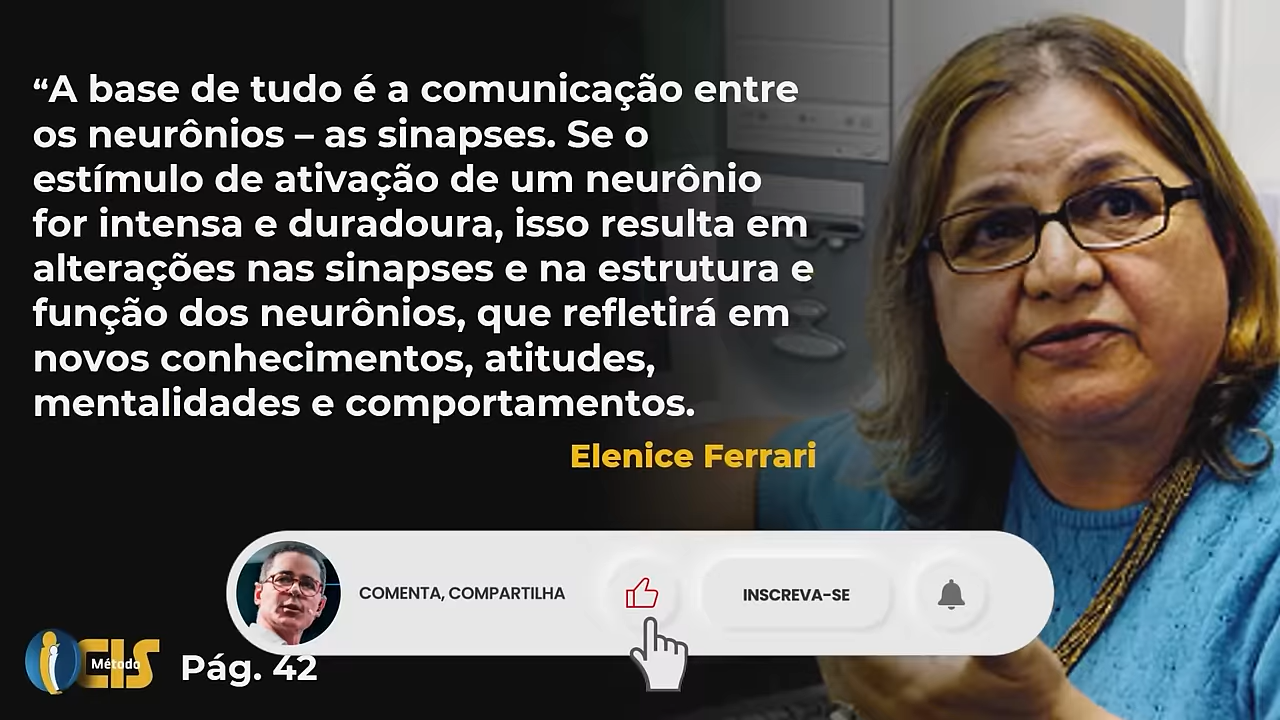 “A base de tudo é a comunicação entre
os neurônios – as sinapses. Se o
estímulo de ativação de um neurônio
for intensa e duradoura, isso resulta em
alterações nas sinapses e na estrutura e
função dos neurônios, que refletirá em
novos conhecimentos, atitudes,
mentalidades e comportamentos.
Elenice Ferrari
COMENTA, COMPARTILHA
INSCREVA-SE
Método CIS
Pág. 42